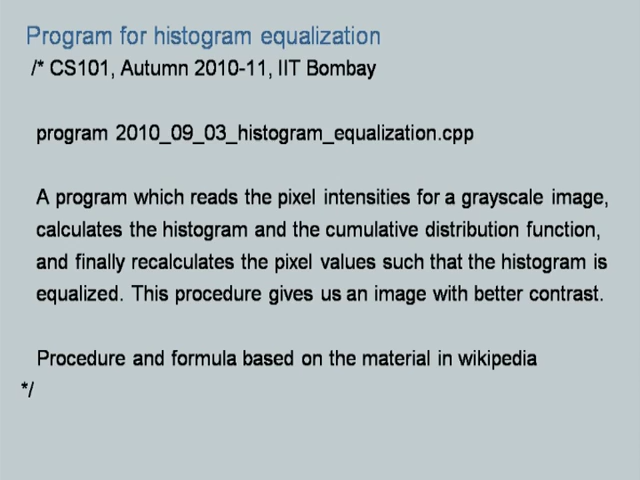 Program for histogram equalization
/* CS101, Autumn 2010-11, IIT Bombay
program 2010_09_03_histogram_equalization.cpp
A program which reads the pixel intensities for a grayscale image,
calculates the histogram and the cumulative distribution function,
and finally recalculates the pixel values such that the histogram is
equalized. This procedure gives us an image with better contrast.
Procedure and formula based on the material in wikipedia
*/